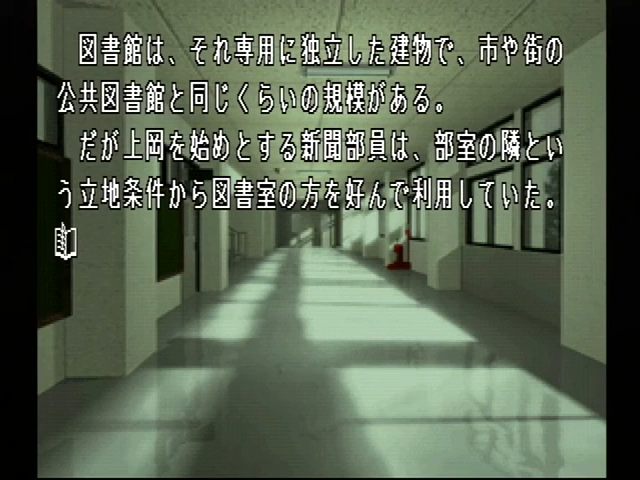 図書館は、それ専用に独立した建物で、市や街の
公共図書館と同じくらいの規模がある。
だが上岡を始めとする新聞部員は、部室の隣とい
う立地条件から図書室の方を好んで利用していた。